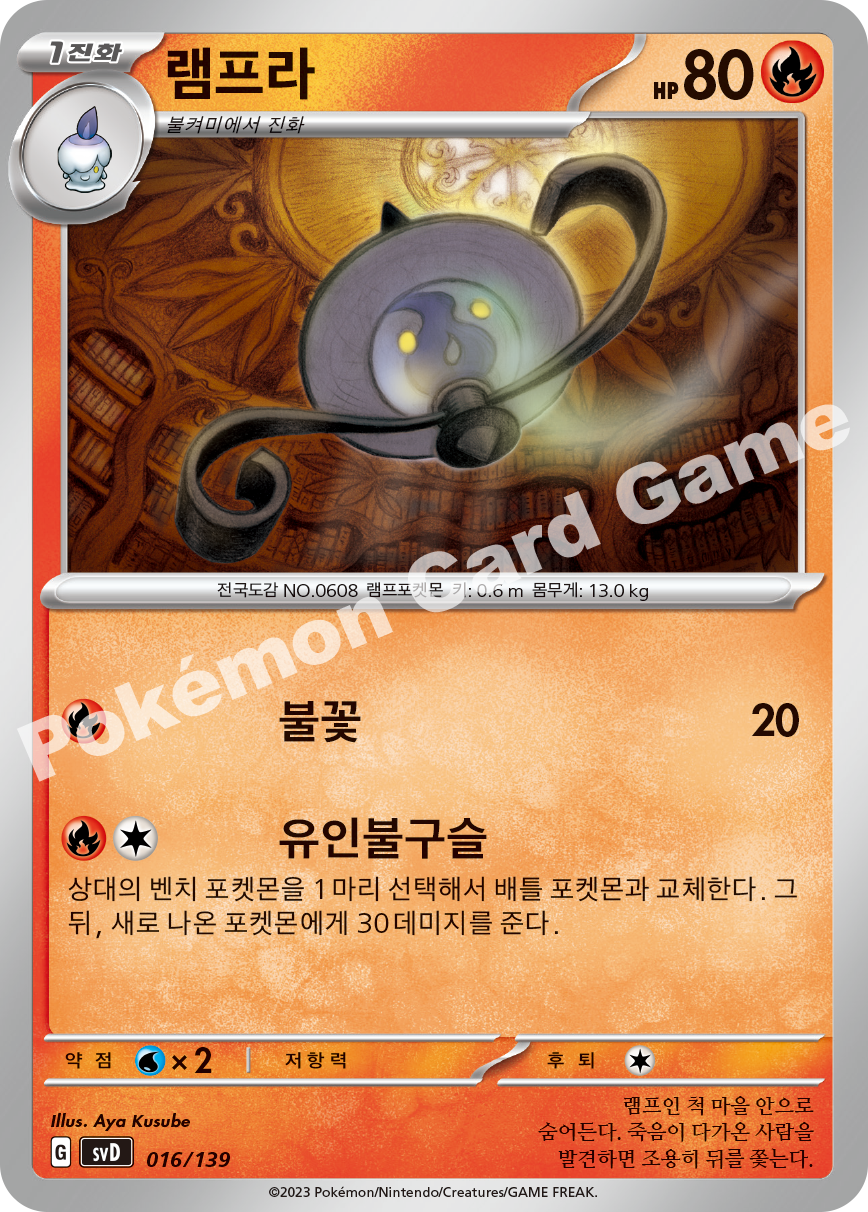 1진화
램프라
HP 80
불켜미에서 진화
전국도감 NO.0608 램프포켓몬 키: 0.6 m 몸무게: 13.0 kg
Pokémon Card Game
불꽃 20
유인불구슬
상대의 벤치 포켓몬을 1마리 선택해서 배틀 포켓몬과 교체한다. 그
뒤, 새로 나온 포켓몬에게 30데미지를 준다.
약점 ×2 저항력 후퇴
램프인 척 마을 안으로
숨어든다. 죽음이 다가온 사람을
발견하면 조용히 뒤를 쫓는다.
Illus. Aya Kusube
G svD 016/139
©2023 Pokémon/Nintendo/Creatures/GAME FREAK.